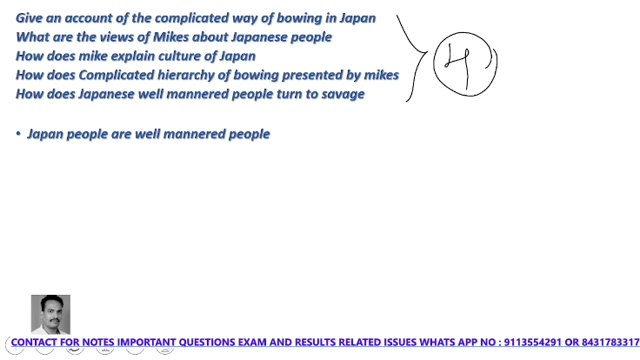 Give an account of the complicated way of bowing in Japan
What are the views of Mikes about Japanese people
How does mike explain culture of Japan
How does Complicated hierarchy of bowing presented by mikes
How does Japanese well mannered people turn to savage
4
• Japan people are well mannered people
CONTACT FOR NOTES IMPORTANT QUESTIONS EXAM AND RESULTS RELATED ISSUES WHATS APP NO : 9113554291 OR 8431783317